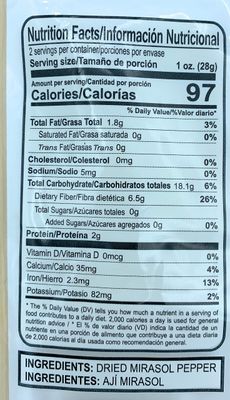 Nutrition Facts/Información Nutricional
2 servings per container/porciones por envase
Serving size/Tamaño de porción 1 oz. (28g)
Amount per serving/Cantidad por porción
Calories/Calorías 97
% Daily Value/%Valor diario*
Total Fat/Grasa Total 1.8g 3%
Saturated Fat/Grasa saturada 0g 0%
Trans Fat/Grasas Trans 0g
Cholesterol/Colesterol 0mg 0%
Sodium/Sodio 5mg 0%
Total Carbohydrate/Carbohidratos totales 18.1g 6%
Dietary Fiber/Fibra dietética 6.5g 26%
Total Sugars/Azúcares totales 0g
Added Sugars/Azúcares agregados 0g 0%
Protein/Proteína 2g
Vitamin D/Vitamina D 0mcg 0%
Calcium/Calcio 35mg 4%
Iron/Hierro 2.3mg 13%
Potassium/Potasio 82mg 2%
* The % Daily Value (DV) tells you how much a nutrient in a serving of
food contributes to a daily diet. 2,000 calories a day is used for general
nutrition advice / * El % de valor diario (VD) indica la cantidad de un
nutriente en una porción de alimento que contribuye a una dieta diaria
de 2,000 calorías al día usada como recomendación general.
INGREDIENTS: DRIED MIRASOL PEPPER
INGREDIENTES: AJÍ MIRASOL